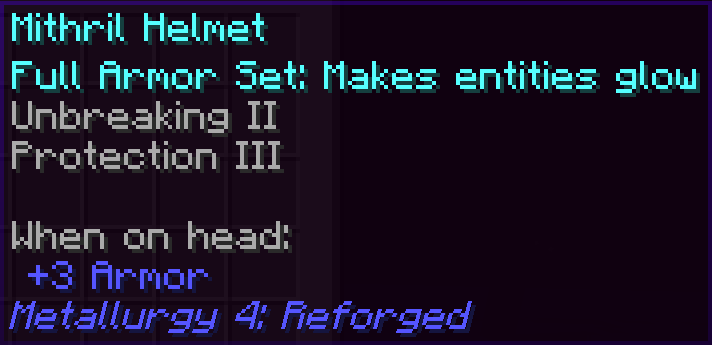 Mithril Helmet
Full Armor Set: Makes entities glow
Unbreaking II
Protection III
When on head:
+3 Armor
Metallurgy 4: Reforged